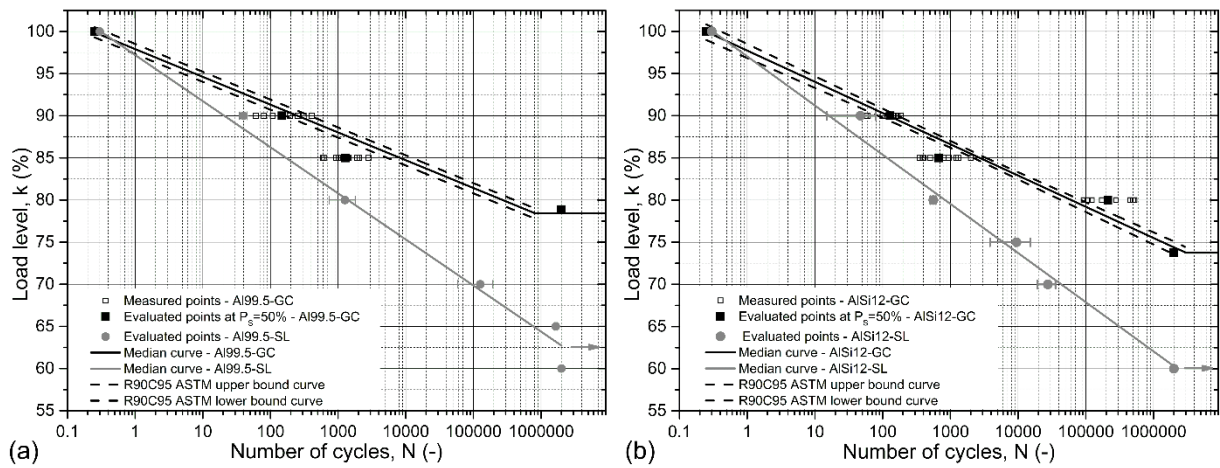 100
95
90
85
80
75
70
65
60
55
Load level, k (%)
Measured points - Al99.5-GC
Evaluated points at PS=50% - Al99.5-GC
Evaluated points - Al99.5-SL
Median curve - Al99.5-GC
Median curve - Al99.5-SL
R90C95 ASTM upper bound curve
R90C95 ASTM lower bound curve
0.1 1 10 100 1000 10000 100000 1000000
(a) Number of cycles, N (-)
100
95
90
85
80
75
70
65
60
55
Load level, k (%)
Measured points - AlSi12-GC
Evaluated points at PS=50% - AlSi12-GC
Evaluated points - AlSi12-SL
Median curve - AlSi12-GC
Median curve - AlSi12-SL
R90C95 ASTM upper bound curve
R90C95 ASTM lower bound curve
0.1 1 10 100 1000 10000 100000 1000000
(b) Number of cycles, N (-)